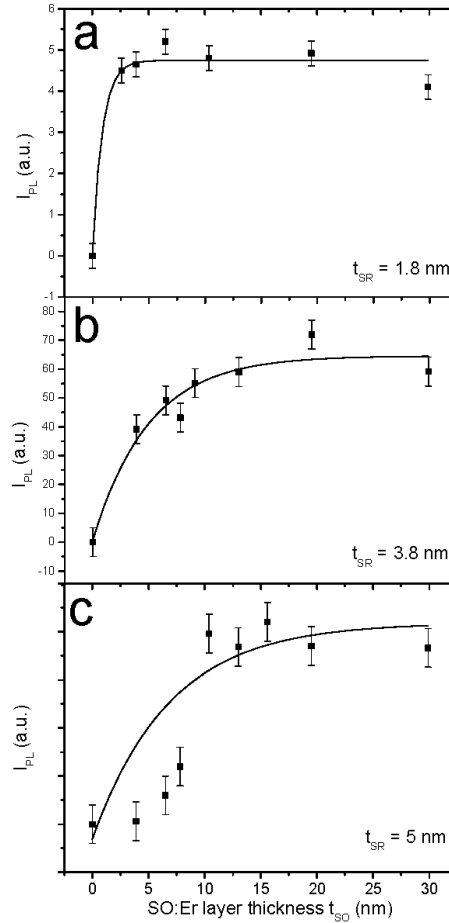 a
6
5
4
3
2
1
0
-1
I_PL (a.u.)
t_SR = 1.8 nm
b
80
70
60
50
40
30
20
10
0
-10
I_PL (a.u.)
t_SR = 3.8 nm
c
I_PL (a.u.)
t_SR = 5 nm
0 5 10 15 20 25 30
SO:Er layer thickness t_SO (nm)